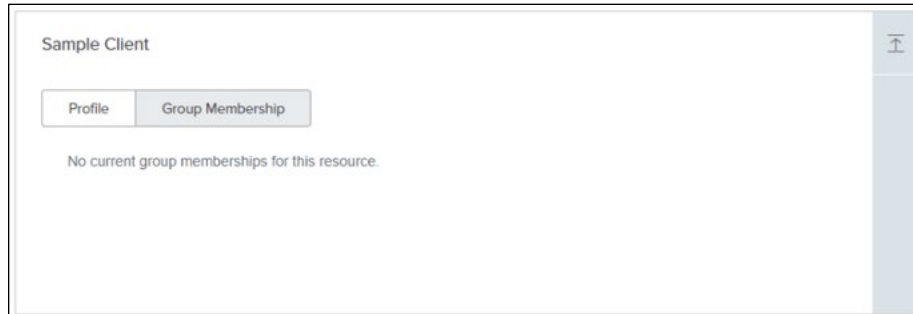 Sample Client
Profile
Group Membership
No current group memberships for this resource.